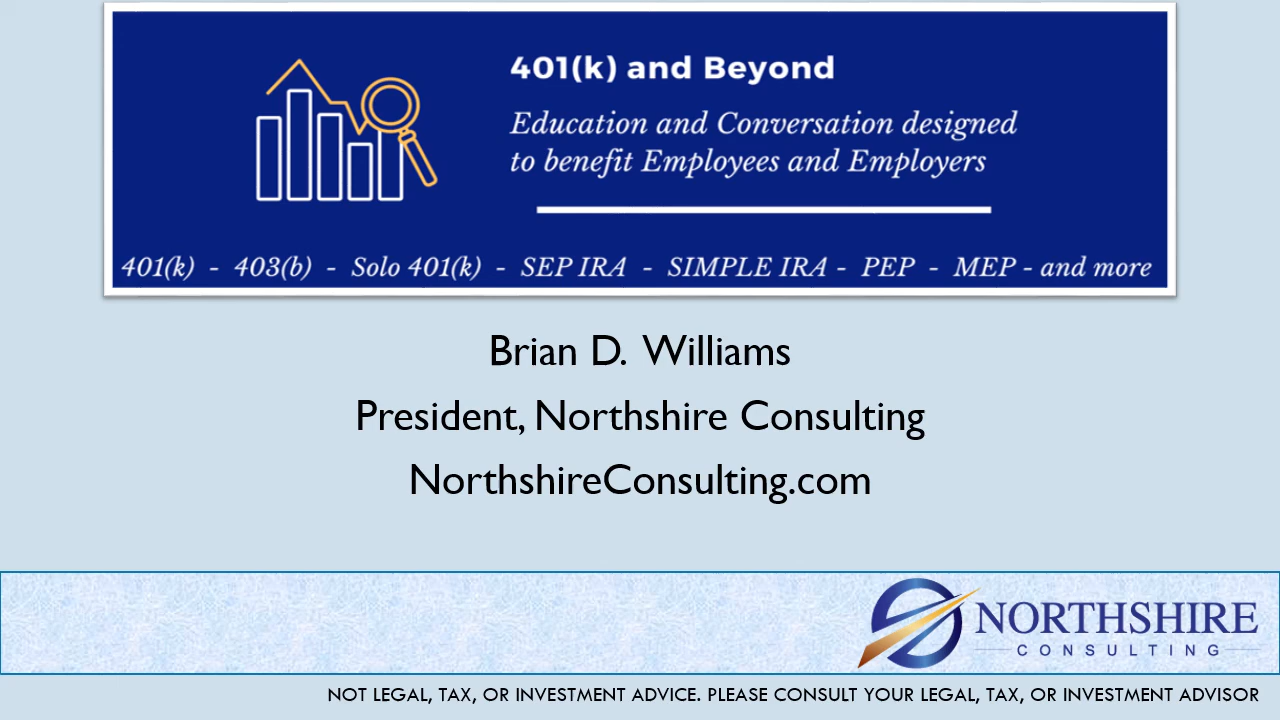 401(k) and Beyond
Education and Conversation designed
to benefit Employees and Employers
401(k) - 403(b) - Solo 401(k) - SEP IRA - SIMPLE IRA - PEP - MEP - and more
Brian D. Williams
President, Northshire Consulting
NorthshireConsulting.com
NORTHSHIRE
CONSULTING
NOT LEGAL, TAX, OR INVESTMENT ADVICE. PLEASE CONSULT YOUR LEGAL, TAX, OR INVESTMENT ADVISOR